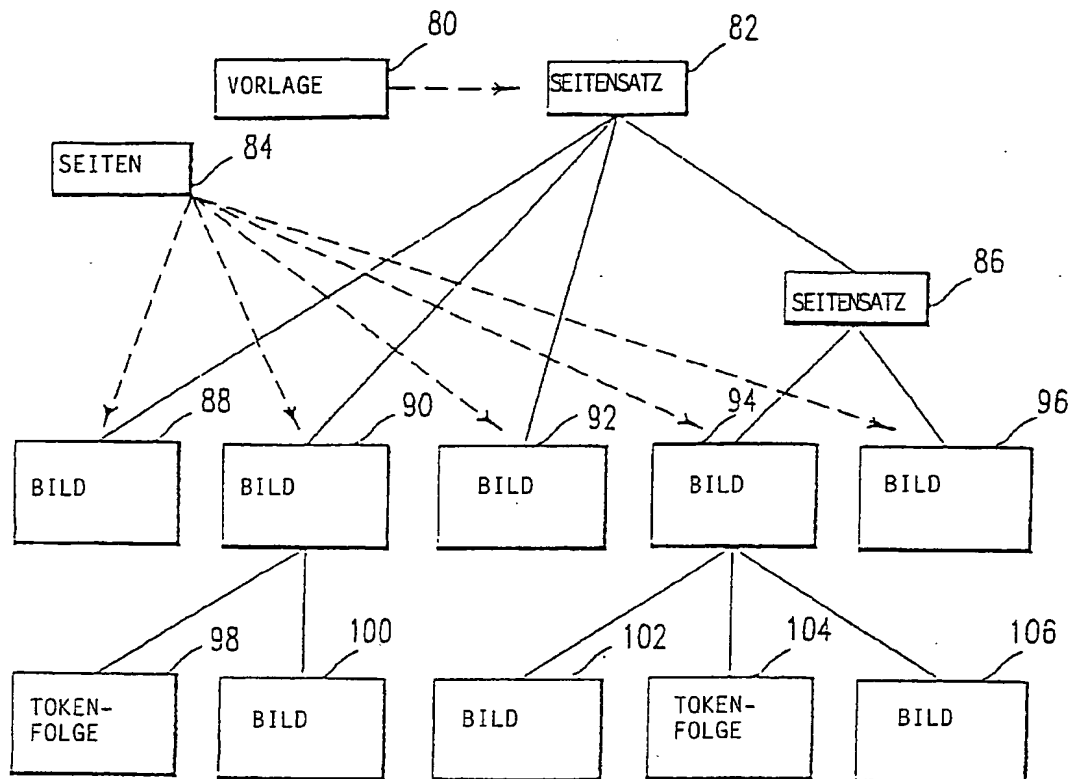 80
82
VORLAGE
SEITENSATZ
SEITEN
84
86
SEITENSATZ
88
90
92
94
96
BILD
BILD
BILD
BILD
BILD
98
100
102
104
106
TOKEN-
FOLGE
BILD
BILD
TOKEN-
FOLGE
BILD